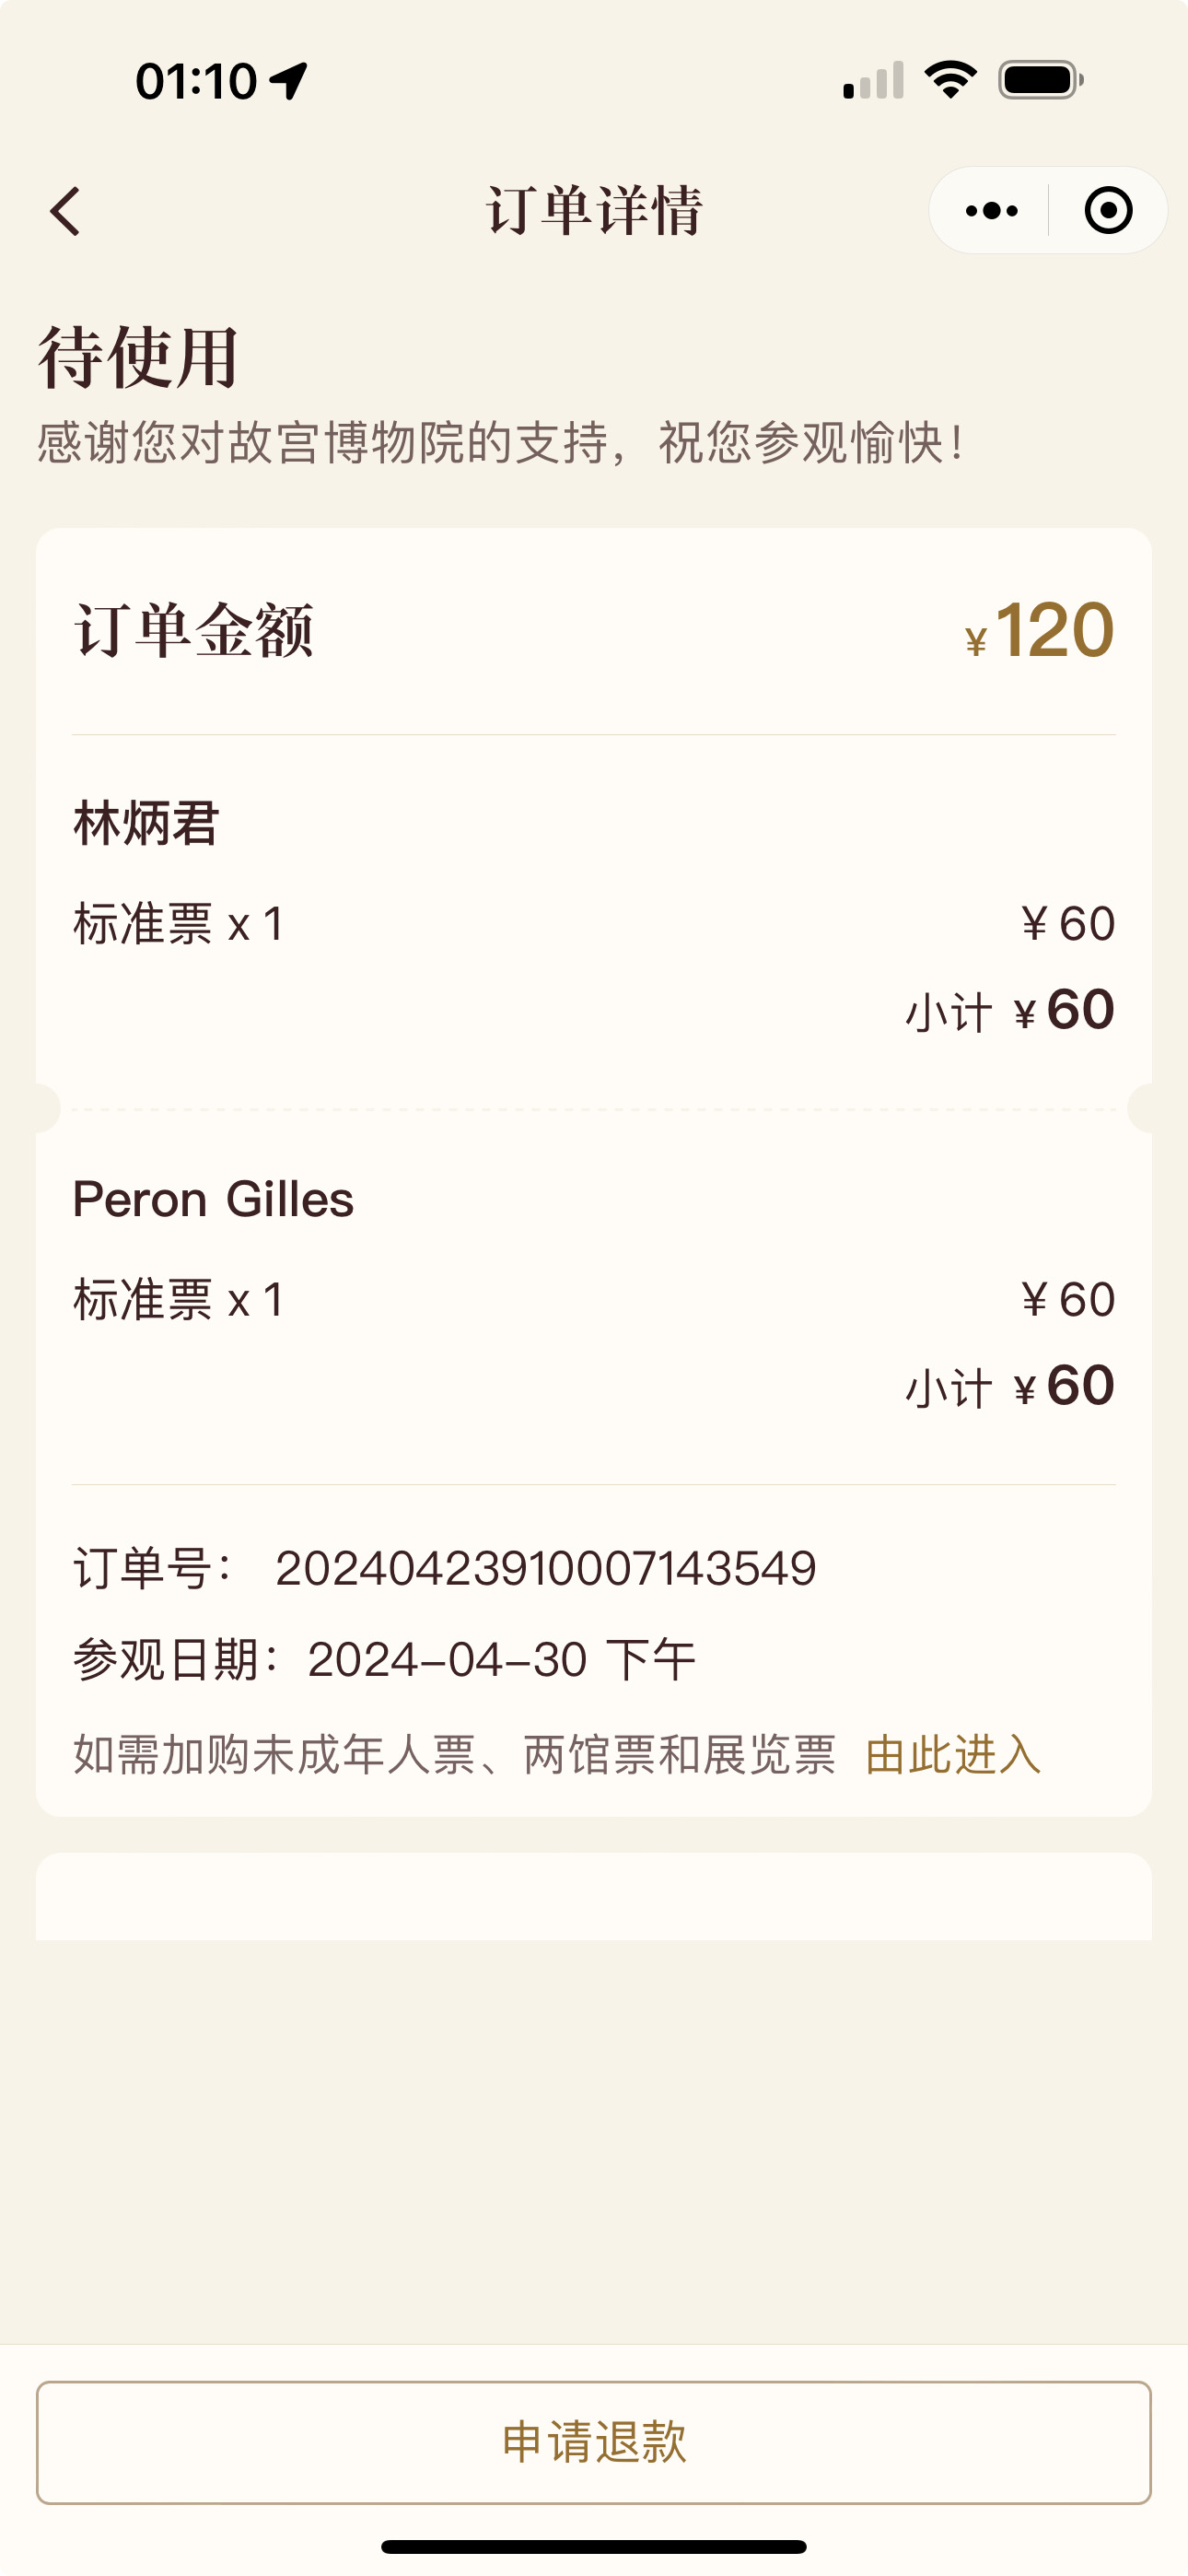 01:10
订单详情
待使用
感谢您对故宫博物院的支持，祝您参观愉快！
订单金额 ¥120
林炳君
标准票 x 1 ¥60
小计 ¥60
Peron Gilles
标准票 x 1 ¥60
小计 ¥60
订单号： 20240423910007143549
参观日期：2024-04-30 下午
如需加购未成年人票、两馆票和展览票 由此进入
申请退款